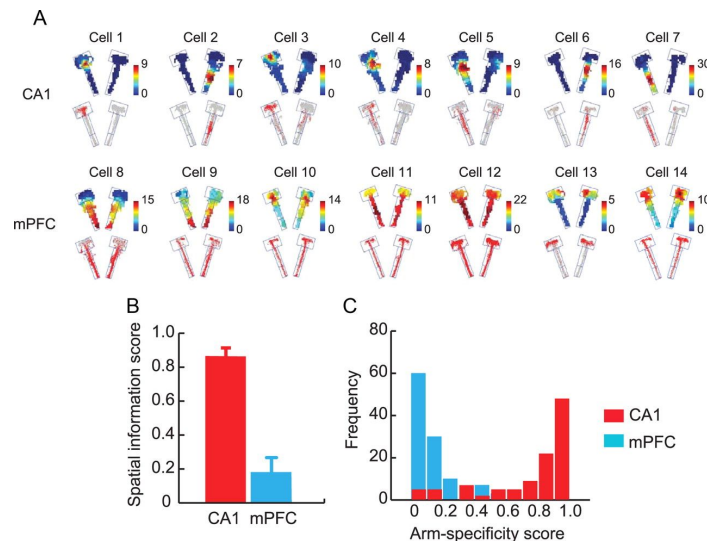 A
Cell 1 Cell 2 Cell 3 Cell 4 Cell 5 Cell 6 Cell 7
CA1
9 7 10 8 9 16 30
0 0 0 0 0 0 0
Cell 8 Cell 9 Cell 10 Cell 11 Cell 12 Cell 13 Cell 14
mPFC
15 18 14 11 22 5 10
0 0 0 0 0 0 0
B
Spatial information score
1.0
0.8
0.6
0.4
0.2
0
CA1 mPFC
C
Frequency
80
60
40
20
0
0 0.2 0.4 0.6 0.8 1.0
Arm-specificity score
CA1
mPFC